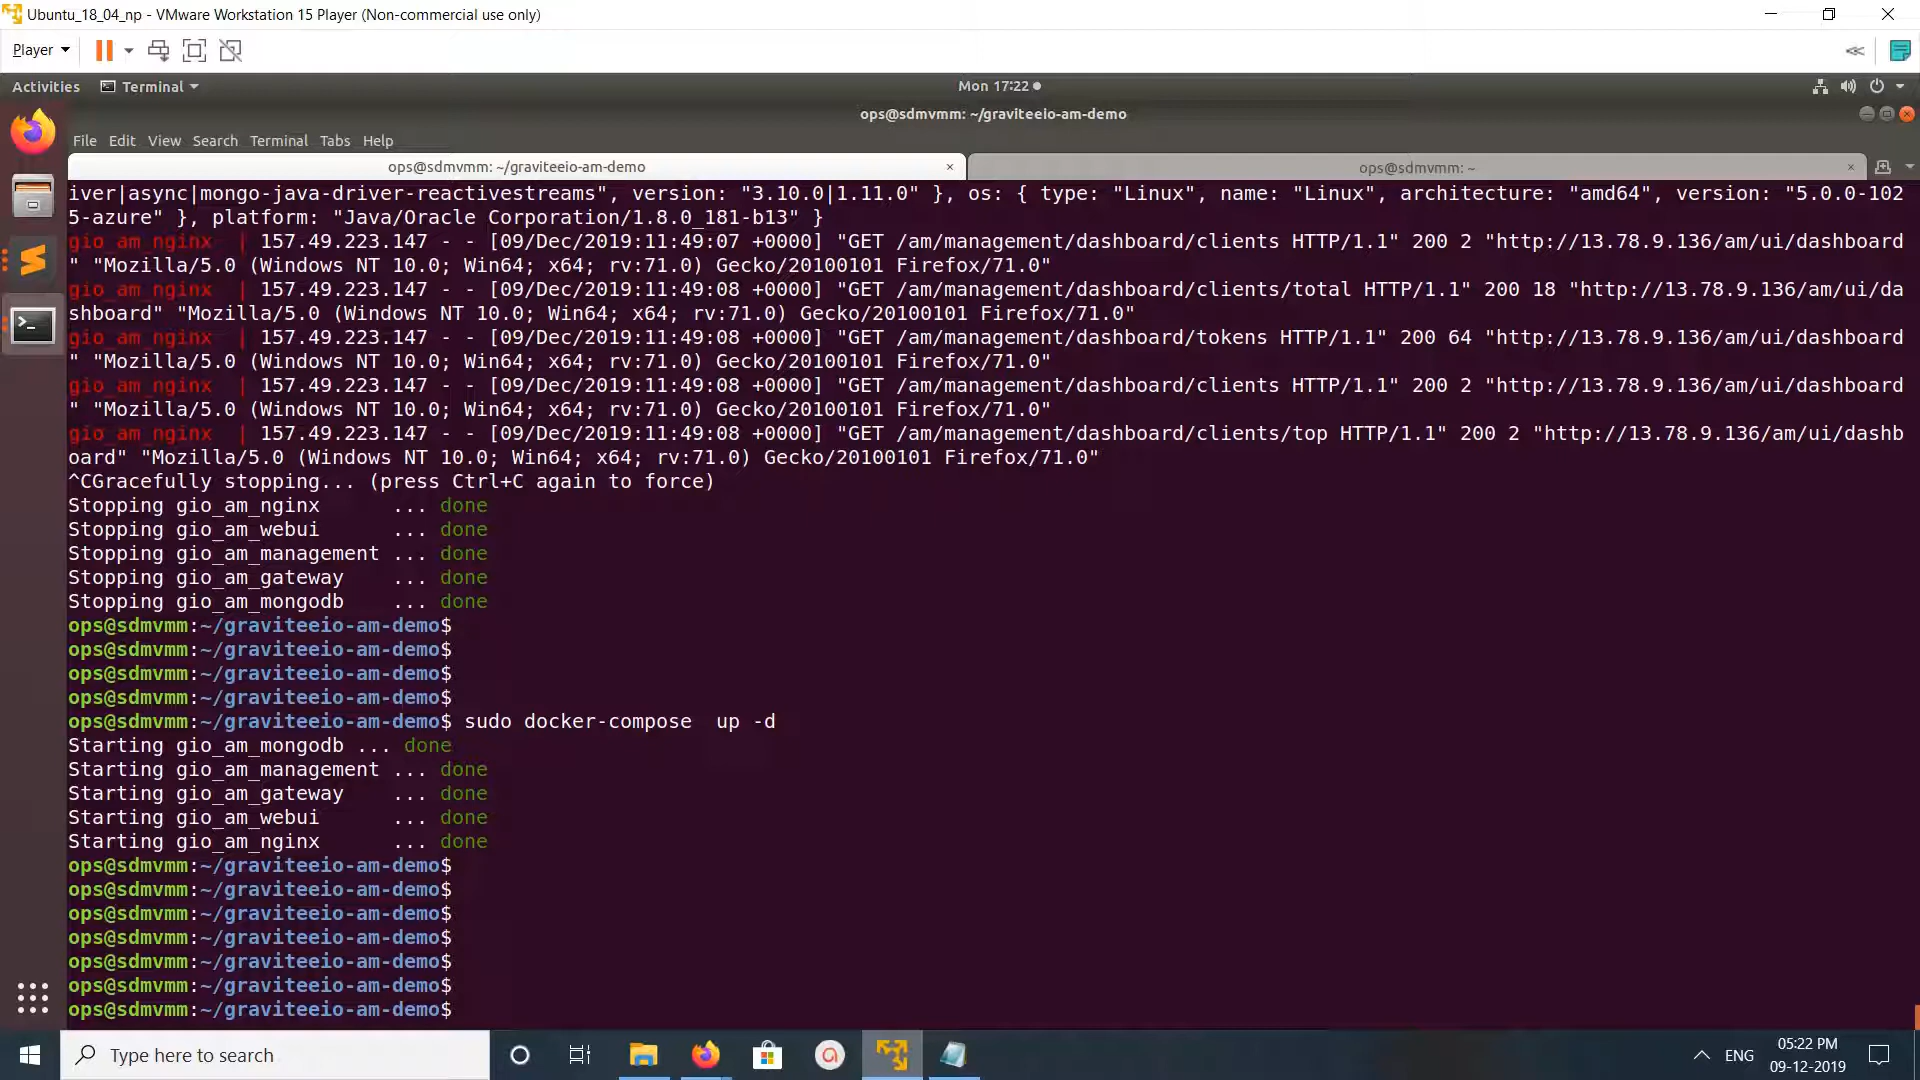 Ubuntu_18_04_np - VMware Workstation 15 Player (Non-commercial use only)
Player
Activities Terminal Mon 17:22
ops@sdmvmm: ~/graviteeio-am-demo
File Edit View Search Terminal Tabs Help
ops@sdmvmm: ~/graviteeio-am-demo × ops@sdmvmm: ~ ×
iver|async|mongo-java-driver-reactivestreams", version: "3.10.0|1.11.0" }, os: { type: "Linux", name: "Linux", architecture: "amd64", version: "5.0.0-102
5-azure" }, platform: "Java/Oracle Corporation/1.8.0_181-b13" }
gio_am_nginx | 157.49.223.147 - - [09/Dec/2019:11:49:07 +0000] "GET /am/management/dashboard/clients HTTP/1.1" 200 2 "http://13.78.9.136/am/ui/dashboard
" "Mozilla/5.0 (Windows NT 10.0; Win64; x64; rv:71.0) Gecko/20100101 Firefox/71.0"
gio_am_nginx | 157.49.223.147 - - [09/Dec/2019:11:49:08 +0000] "GET /am/management/dashboard/clients/total HTTP/1.1" 200 18 "http://13.78.9.136/am/ui/da
shboard" "Mozilla/5.0 (Windows NT 10.0; Win64; x64; rv:71.0) Gecko/20100101 Firefox/71.0"
gio_am_nginx | 157.49.223.147 - - [09/Dec/2019:11:49:08 +0000] "GET /am/management/dashboard/tokens HTTP/1.1" 200 64 "http://13.78.9.136/am/ui/dashboard
" "Mozilla/5.0 (Windows NT 10.0; Win64; x64; rv:71.0) Gecko/20100101 Firefox/71.0"
gio_am_nginx | 157.49.223.147 - - [09/Dec/2019:11:49:08 +0000] "GET /am/management/dashboard/clients HTTP/1.1" 200 2 "http://13.78.9.136/am/ui/dashboard
" "Mozilla/5.0 (Windows NT 10.0; Win64; x64; rv:71.0) Gecko/20100101 Firefox/71.0"
gio_am_nginx | 157.49.223.147 - - [09/Dec/2019:11:49:08 +0000] "GET /am/management/dashboard/clients/top HTTP/1.1" 200 2 "http://13.78.9.136/am/ui/dashb
oard" "Mozilla/5.0 (Windows NT 10.0; Win64; x64; rv:71.0) Gecko/20100101 Firefox/71.0"
^CGracefully stopping... (press Ctrl+C again to force)
Stopping gio_am_nginx ... done
Stopping gio_am_webui ... done
Stopping gio_am_management ... done
Stopping gio_am_gateway ... done
Stopping gio_am_mongodb ... done
ops@sdmvmm:~/graviteeio-am-demo$
ops@sdmvmm:~/graviteeio-am-demo$
ops@sdmvmm:~/graviteeio-am-demo$
ops@sdmvmm:~/graviteeio-am-demo$
ops@sdmvmm:~/graviteeio-am-demo$ sudo docker-compose  up -d
Starting gio_am_mongodb ... done
Starting gio_am_management ... done
Starting gio_am_gateway ... done
Starting gio_am_webui ... done
Starting gio_am_nginx ... done
ops@sdmvmm:~/graviteeio-am-demo$
ops@sdmvmm:~/graviteeio-am-demo$
ops@sdmvmm:~/graviteeio-am-demo$
ops@sdmvmm:~/graviteeio-am-demo$
ops@sdmvmm:~/graviteeio-am-demo$
ops@sdmvmm:~/graviteeio-am-demo$
ops@sdmvmm:~/graviteeio-am-demo$
Type here to search
ENG
05:22 PM
09-12-2019